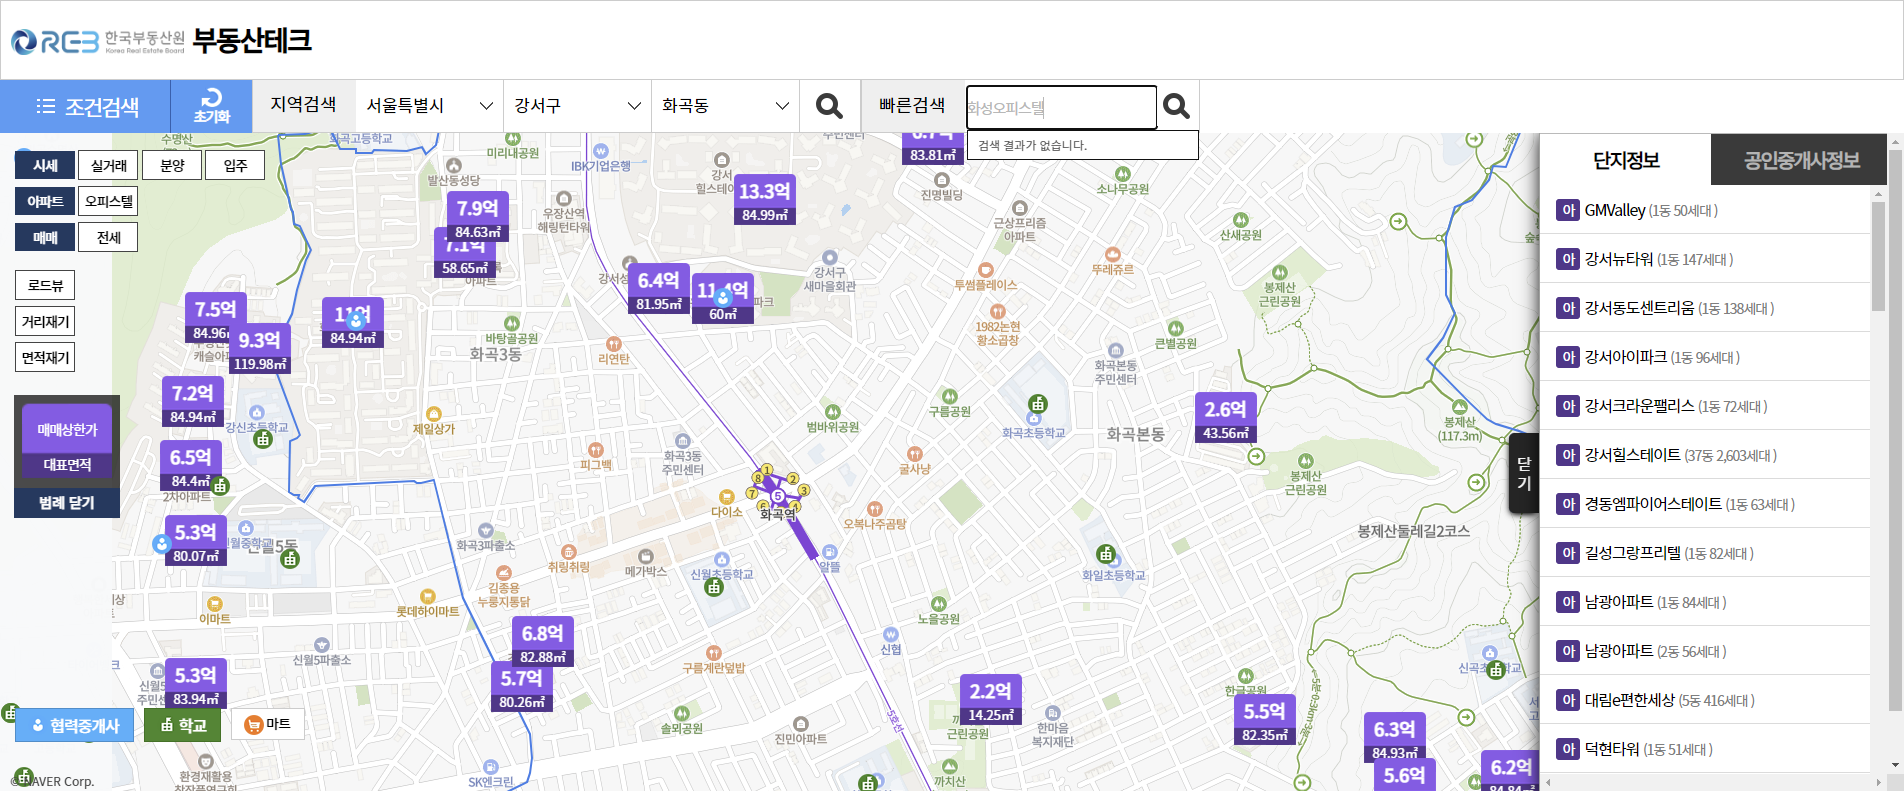 REB 한국부동산원 부동산테크
Korea Real Estate Board
조건검색
초기화
지역검색
서울특별시
강서구
화곡동
빠른검색
화성오피스텔
검색 결과가 없습니다.
시세
실거래
분양
입주
아파트
오피스텔
매매
전세
로드뷰
거리재기
면적재기
매매상한가
대표면적
범례 닫기
협력중개사
학교
마트
©NAVER Corp.
수명산
화곡고등학교
미리내공원
IBK기업은행
발산동성당
7.9억
84.63㎡
7.1억
58.65㎡
아파트
우장산역
해링턴타워
강서
힐스테이
13.3억
84.99㎡
83.81㎡
진명빌딩
소나무공원
근상프리즘
아파트
산새공원
강서구
새마을회관
6.4억
81.95㎡
11.4억
60㎡
투썸플레이스
뚜레쥬르
봉제산
근린공원
7.5억
84.96
9.3억
119.98㎡
11억
84.94㎡
바탕골공원
화곡3동
리연탄
1982논현
황소곱창
큰별공원
화곡본동
주민센터
7.2억
84.94㎡
강신초등학교
제일상가
범바위공원
구름공원
화곡초등학교
화곡본동
2.6억
43.56㎡
봉제산
(117.3m)
6.5억
84.4㎡
2차아파트
피그백
화곡3동
주민센터
굴사냥
봉제산
근린공원
1
8
2
7
5
3
6
4
화곡역
다이소
오복나주곰탕
봉제산둘레길2코스
5.3억
80.07㎡
화곡3파출소
취링취링
메가박스
신월초등학교
알뜰
화일초등학교
김종용
누룽지통닭
이마트
롯데하이마트
노을공원
신월5파출소
6.8억
82.88㎡
5.7억
80.26㎡
구름계란덮밥
신협
5.3억
83.94㎡
신월5
주민센
솔뫼공원
진민아파트
5호선
2.2억
14.25㎡
근린공원
한마음
복지재단
한글공원
5.5억
82.35㎡
6.3억
84.93㎡
5.6억
6.2억
84.84㎡
신곡초등학교
환경재활용
SK엔크린
까치산
단지정보
공인중개사정보
아 GMValley (1동 50세대 )
아 강서뉴타워 (1동 147세대 )
아 강서동도센트리움 (1동 138세대 )
아 강서아이파크 (1동 96세대 )
아 강서크라운팰리스 (1동 72세대 )
아 강서힐스테이트 (37동 2,603세대 )
아 경동엠파이어스테이트 (1동 63세대 )
아 길성그랑프리텔 (1동 82세대 )
아 남광아파트 (1동 84세대 )
아 남광아파트 (2동 56세대 )
아 대림e편한세상 (5동 416세대 )
아 덕현타워 (1동 51세대 )
닫
기